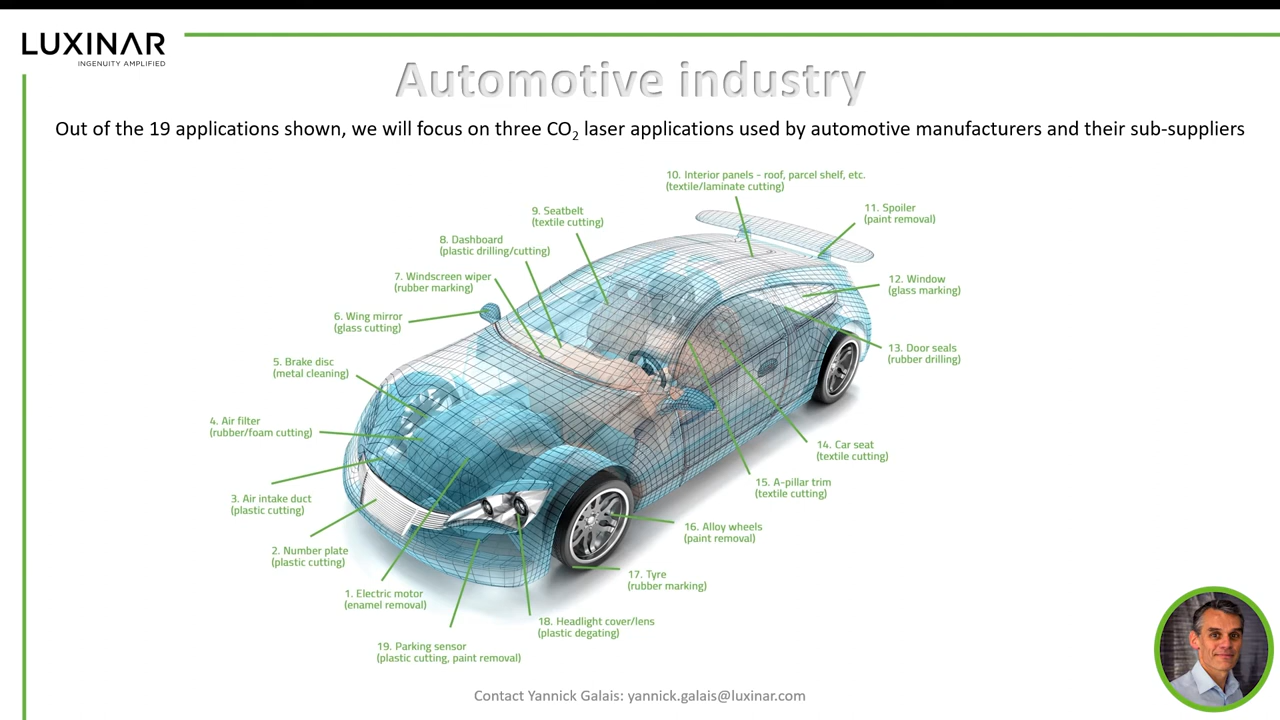 LUXINAR
INGENUITY AMPLIFIED
Automotive industry
Out of the 19 applications shown, we will focus on three CO₂ laser applications used by automotive manufacturers and their sub-suppliers
10. Interior panels - roof, parcel shelf, etc.
(textile/laminate cutting)
9. Seatbelt
(textile cutting)
11. Spoiler
(paint removal)
8. Dashboard
(plastic drilling/cutting)
7. Windscreen wiper
(rubber marking)
12. Window
(glass marking)
6. Wing mirror
(glass cutting)
13. Door seals
(rubber drilling)
5. Brake disc
(metal cleaning)
4. Air filter
(rubber/foam cutting)
14. Car seat
(textile cutting)
3. Air intake duct
(plastic cutting)
15. A-pillar trim
(textile cutting)
2. Number plate
(plastic cutting)
16. Alloy wheels
(paint removal)
1. Electric motor
(enamel removal)
17. Tyre
(rubber marking)
18. Headlight cover/lens
(plastic degating)
19. Parking sensor
(plastic cutting, paint removal)
Contact Yannick Galais: yannick.galais@luxinar.com